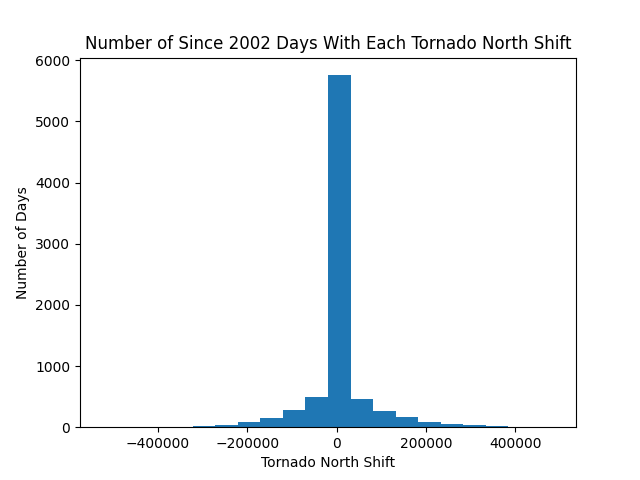 Number of Since 2002 Days With Each Tornado North Shift
6000
5000
4000
3000
2000
1000
0
Number of Days
−400000 −200000 0 200000 400000
Tornado North Shift